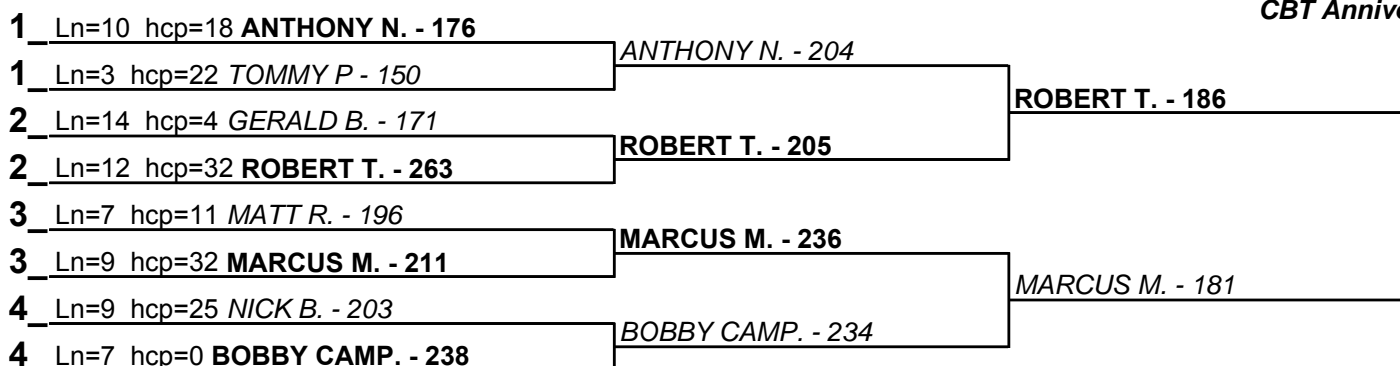 CBT Annive
1_ Ln=10 hcp=18 ANTHONY N. - 176
ANTHONY N. - 204
1_ Ln=3 hcp=22 TOMMY P - 150
ROBERT T. - 186
2_ Ln=14 hcp=4 GERALD B. - 171
ROBERT T. - 205
2_ Ln=12 hcp=32 ROBERT T. - 263
3_ Ln=7 hcp=11 MATT R. - 196
MARCUS M. - 236
3_ Ln=9 hcp=32 MARCUS M. - 211
MARCUS M. - 181
4_ Ln=9 hcp=25 NICK B. - 203
BOBBY CAMP. - 234
4 Ln=7 hcp=0 BOBBY CAMP. - 238